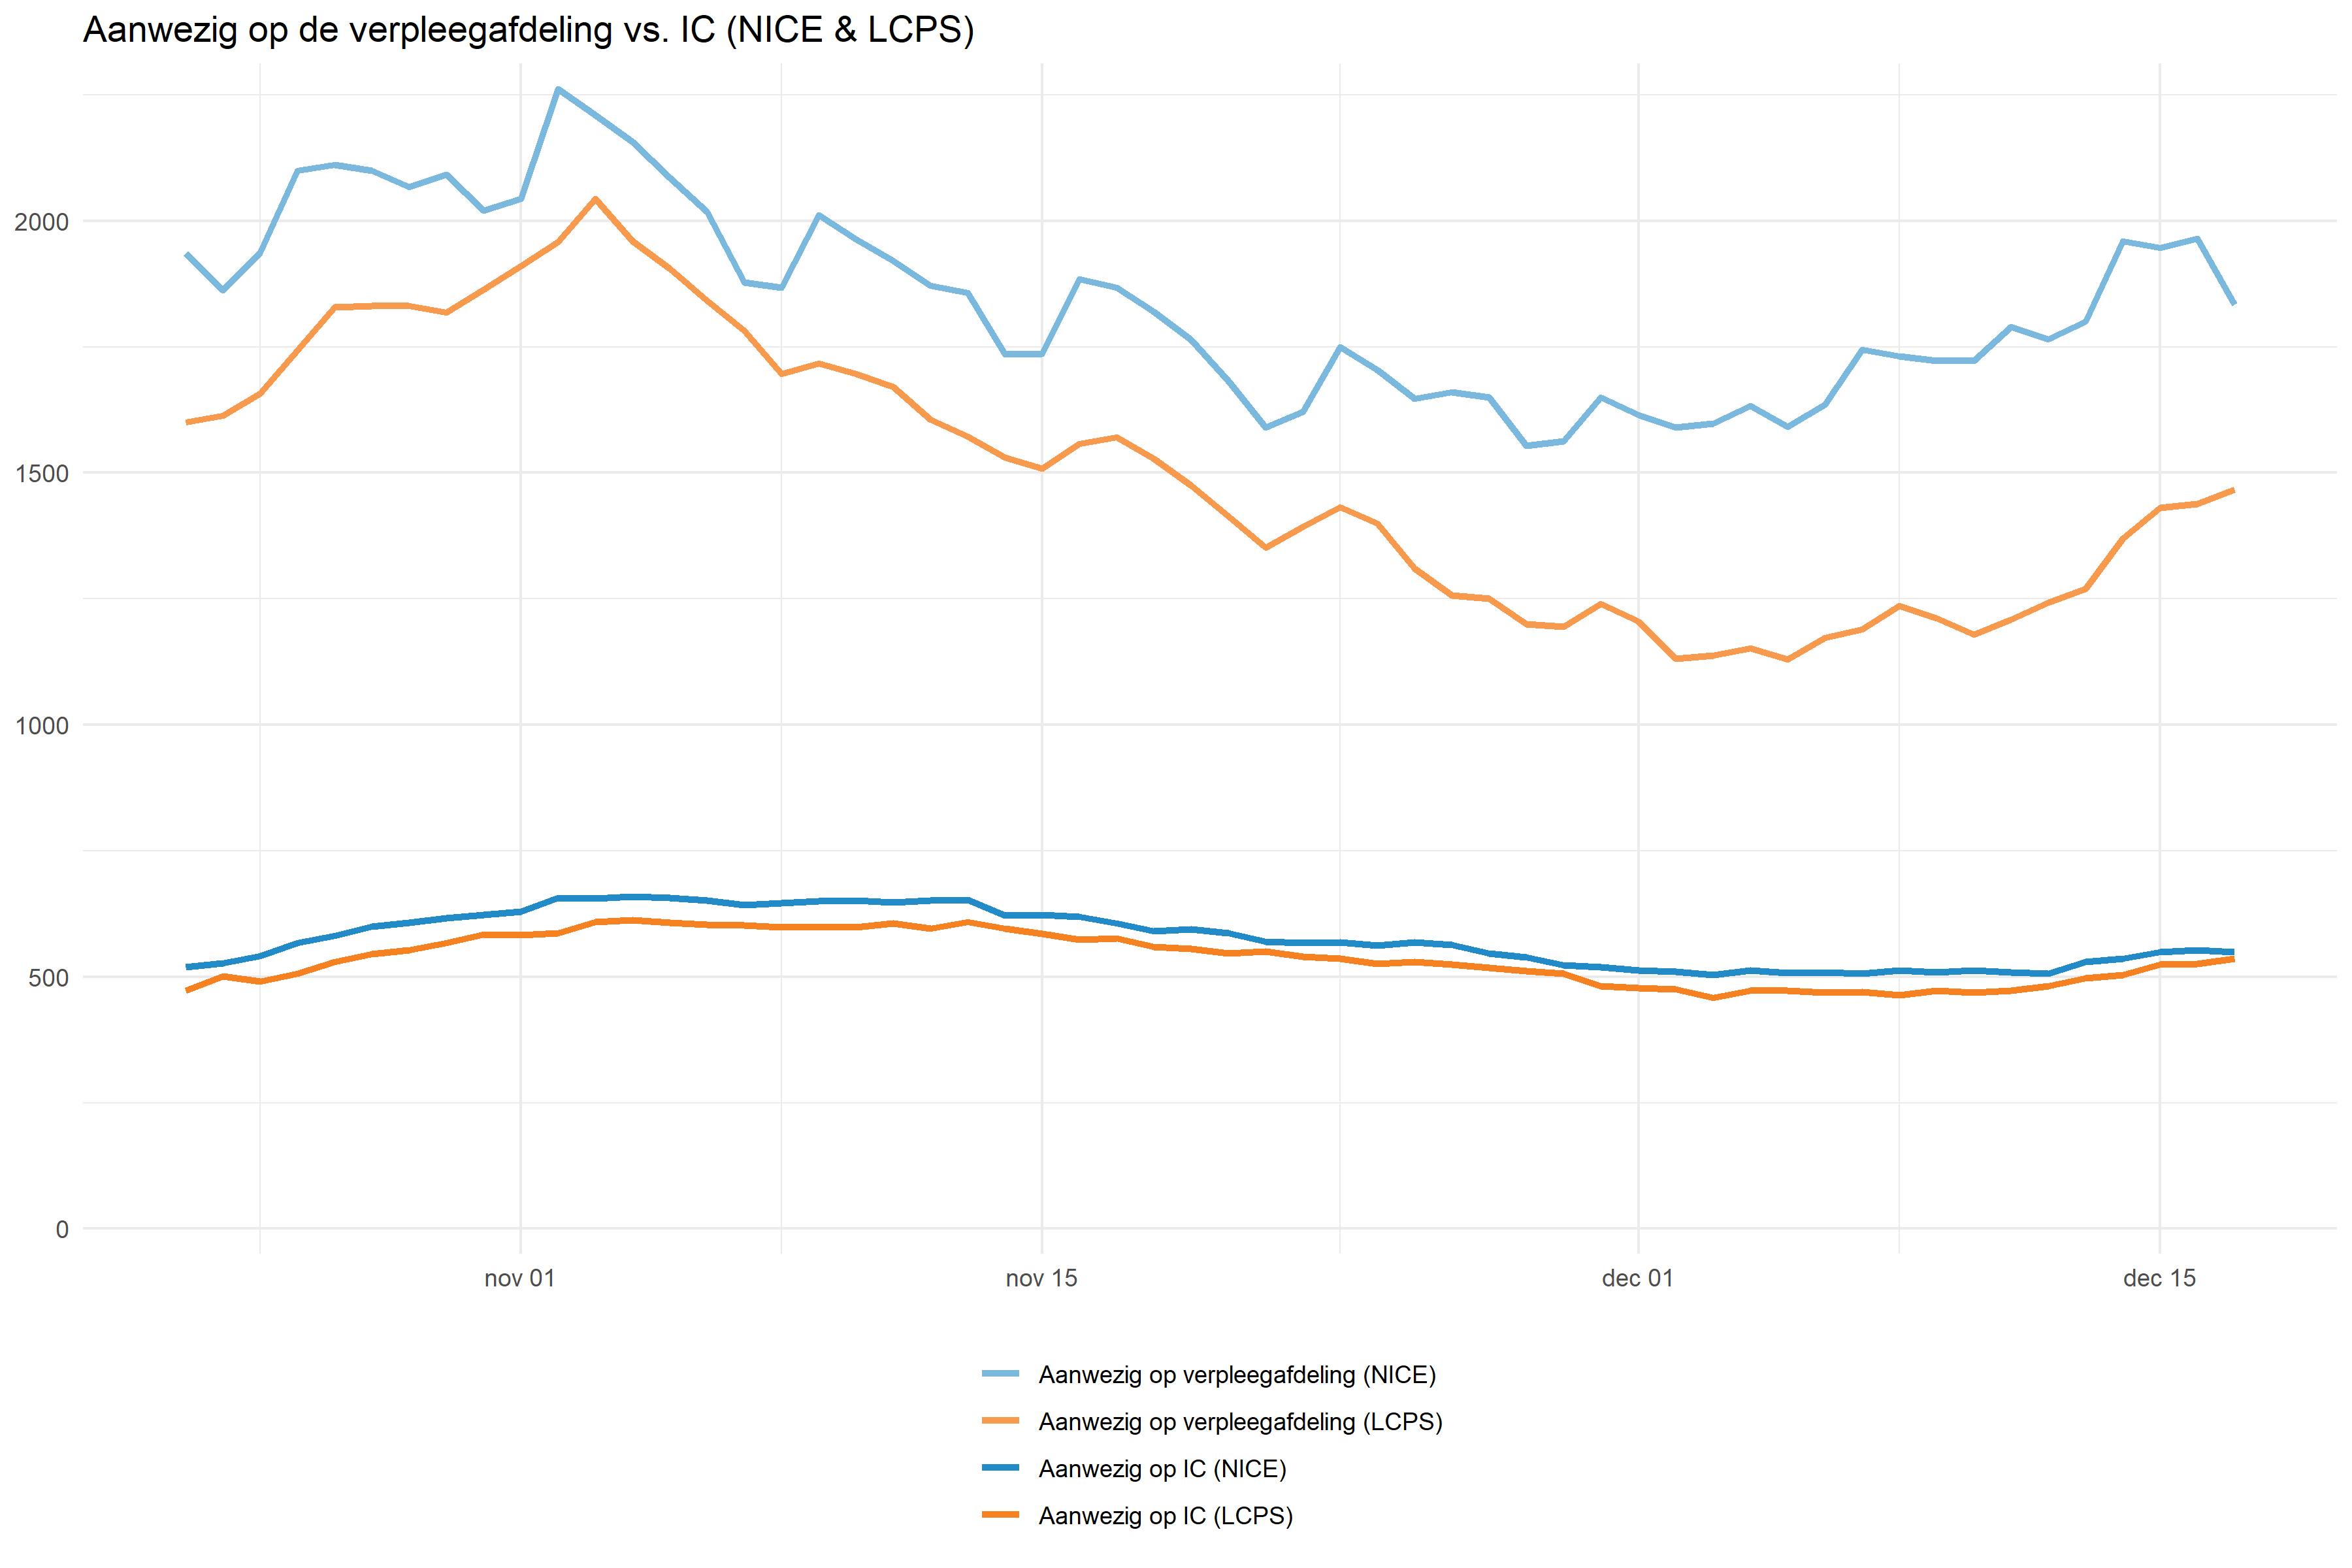 Aanwezig op de verpleegafdeling vs. IC (NICE & LCPS)
2000
1500
1000
500
0
nov 01
nov 15
dec 01
dec 15
Aanwezig op verpleegafdeling (NICE)
Aanwezig op verpleegafdeling (LCPS)
Aanwezig op IC (NICE)
Aanwezig op IC (LCPS)